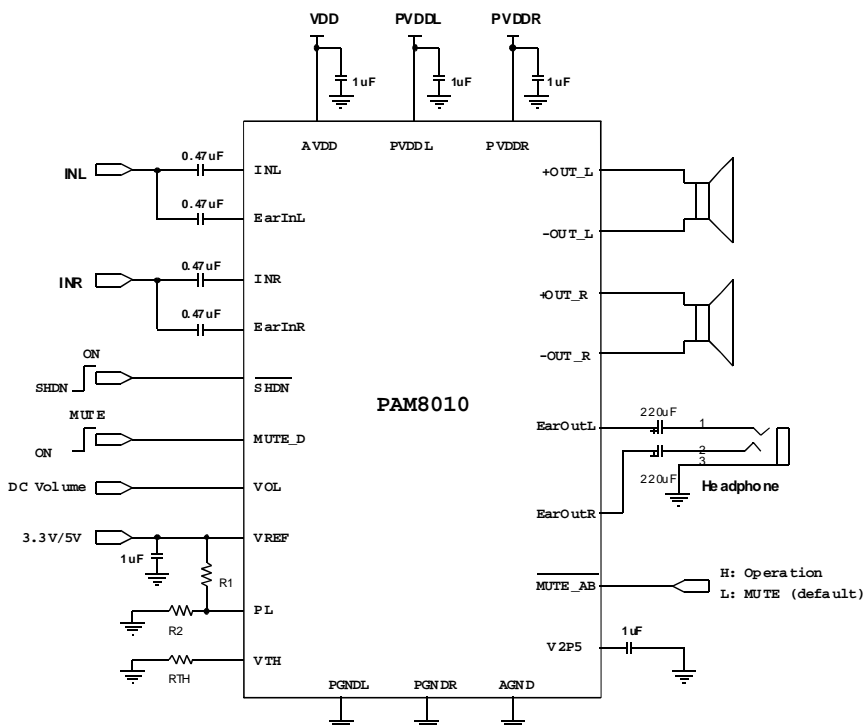 VDD PVDDL PVDDR
1uF 1uF 1uF
AVDD PVDDL PVDDR
INL 0.47uF INL +OUT_L
0.47uF EarInL -OUT_L
INR 0.47uF INR +OUT_R
0.47uF EarInR -OUT_R
ON
SHDN SHDN
PAM8010
MUTE
ON MUTE_D
EarOutL 220uF 1
2
3
220uF Headphone
DC Volume VOL
EarOutR
3.3V/5V VREF
1uF R1
MUTE_AB H: Operation
L: MUTE (default)
PL
R2
V2P5 1uF
VTH
RTH
PGNDL PGNDR AGND